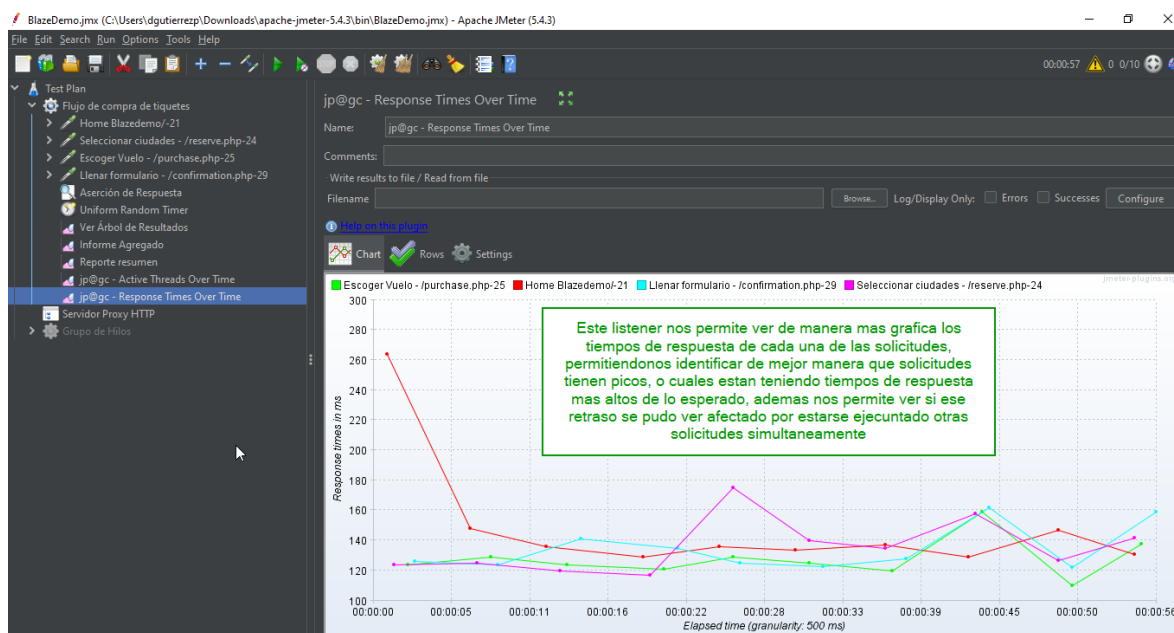 BlazeDemo.jmx (C:\Users\dgutierrezp\Downloads\apache-jmeter-5.4.3\bin\BlazeDemo.jmx) - Apache JMeter (5.4.3)
File Edit Search Run Options Tools Help
00:00:57 0 0/10
Test Plan
Flujo de compra de tiquetes
Home Blazedemo/-21
Seleccionar ciudades - /reserve.php-24
Escoger Vuelo - /purchase.php-25
Llenar formulario - /confirmation.php-29
Aserción de Respuesta
Uniform Random Timer
Ver Árbol de Resultados
Informe Agregado
Reporte resumen
jp@gc - Active Threads Over Time
jp@gc - Response Times Over Time
Servidor Proxy HTTP
Grupo de Hilos
jp@gc - Response Times Over Time
Name: jp@gc - Response Times Over Time
Comments:
Write results to file / Read from file
Filename Browse... Log/Display Only: Errors Successes Configure
Help on this plugin
Chart Rows Settings
jmeter-plugins.org
Escoger Vuelo - /purchase.php-25 Home Blazedemo/-21 Llenar formulario - /confirmation.php-29 Seleccionar ciudades - /reserve.php-24
Este listener nos permite ver de manera mas grafica los
tiempos de respuesta de cada una de las solicitudes,
permitiendonos identificar de mejor manera que solicitudes
tienen picos, o cuales estan teniendo tiempos de respuesta
mas altos de lo esperado, ademas nos permite ver si ese
retraso se pudo ver afectado por estarse ejecuntado otras
solicitudes simultaneamente
Response times in ms
300
280
260
240
220
200
180
160
140
120
100
00:00:00 00:00:05 00:00:11 00:00:16 00:00:22 00:00:28 00:00:33 00:00:39 00:00:45 00:00:50 00:00:56
Elapsed time (granularity: 500 ms)